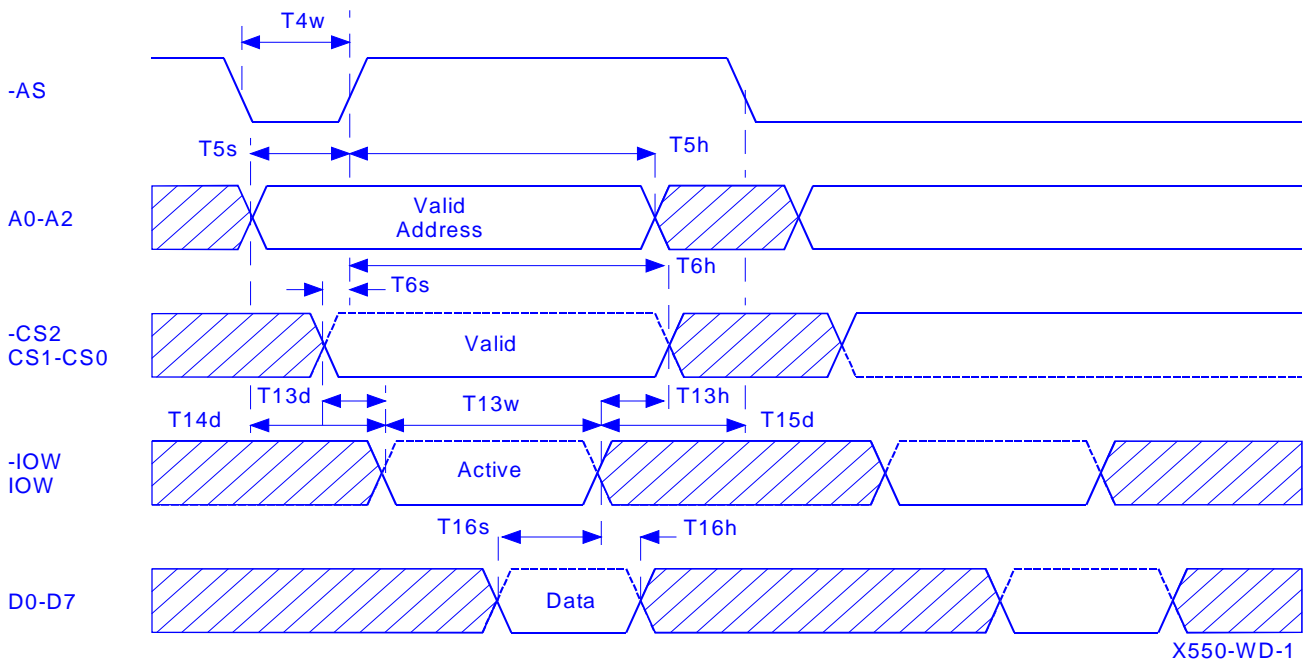 T4w
-AS
T5s
T5h
A0-A2
Valid
Address
T6h
T6s
-CS2
CS1-CS0
Valid
T13d
T13w
T13h
T14d
T15d
-IOW
IOW
Active
T16s
T16h
D0-D7
Data
X550-WD-1